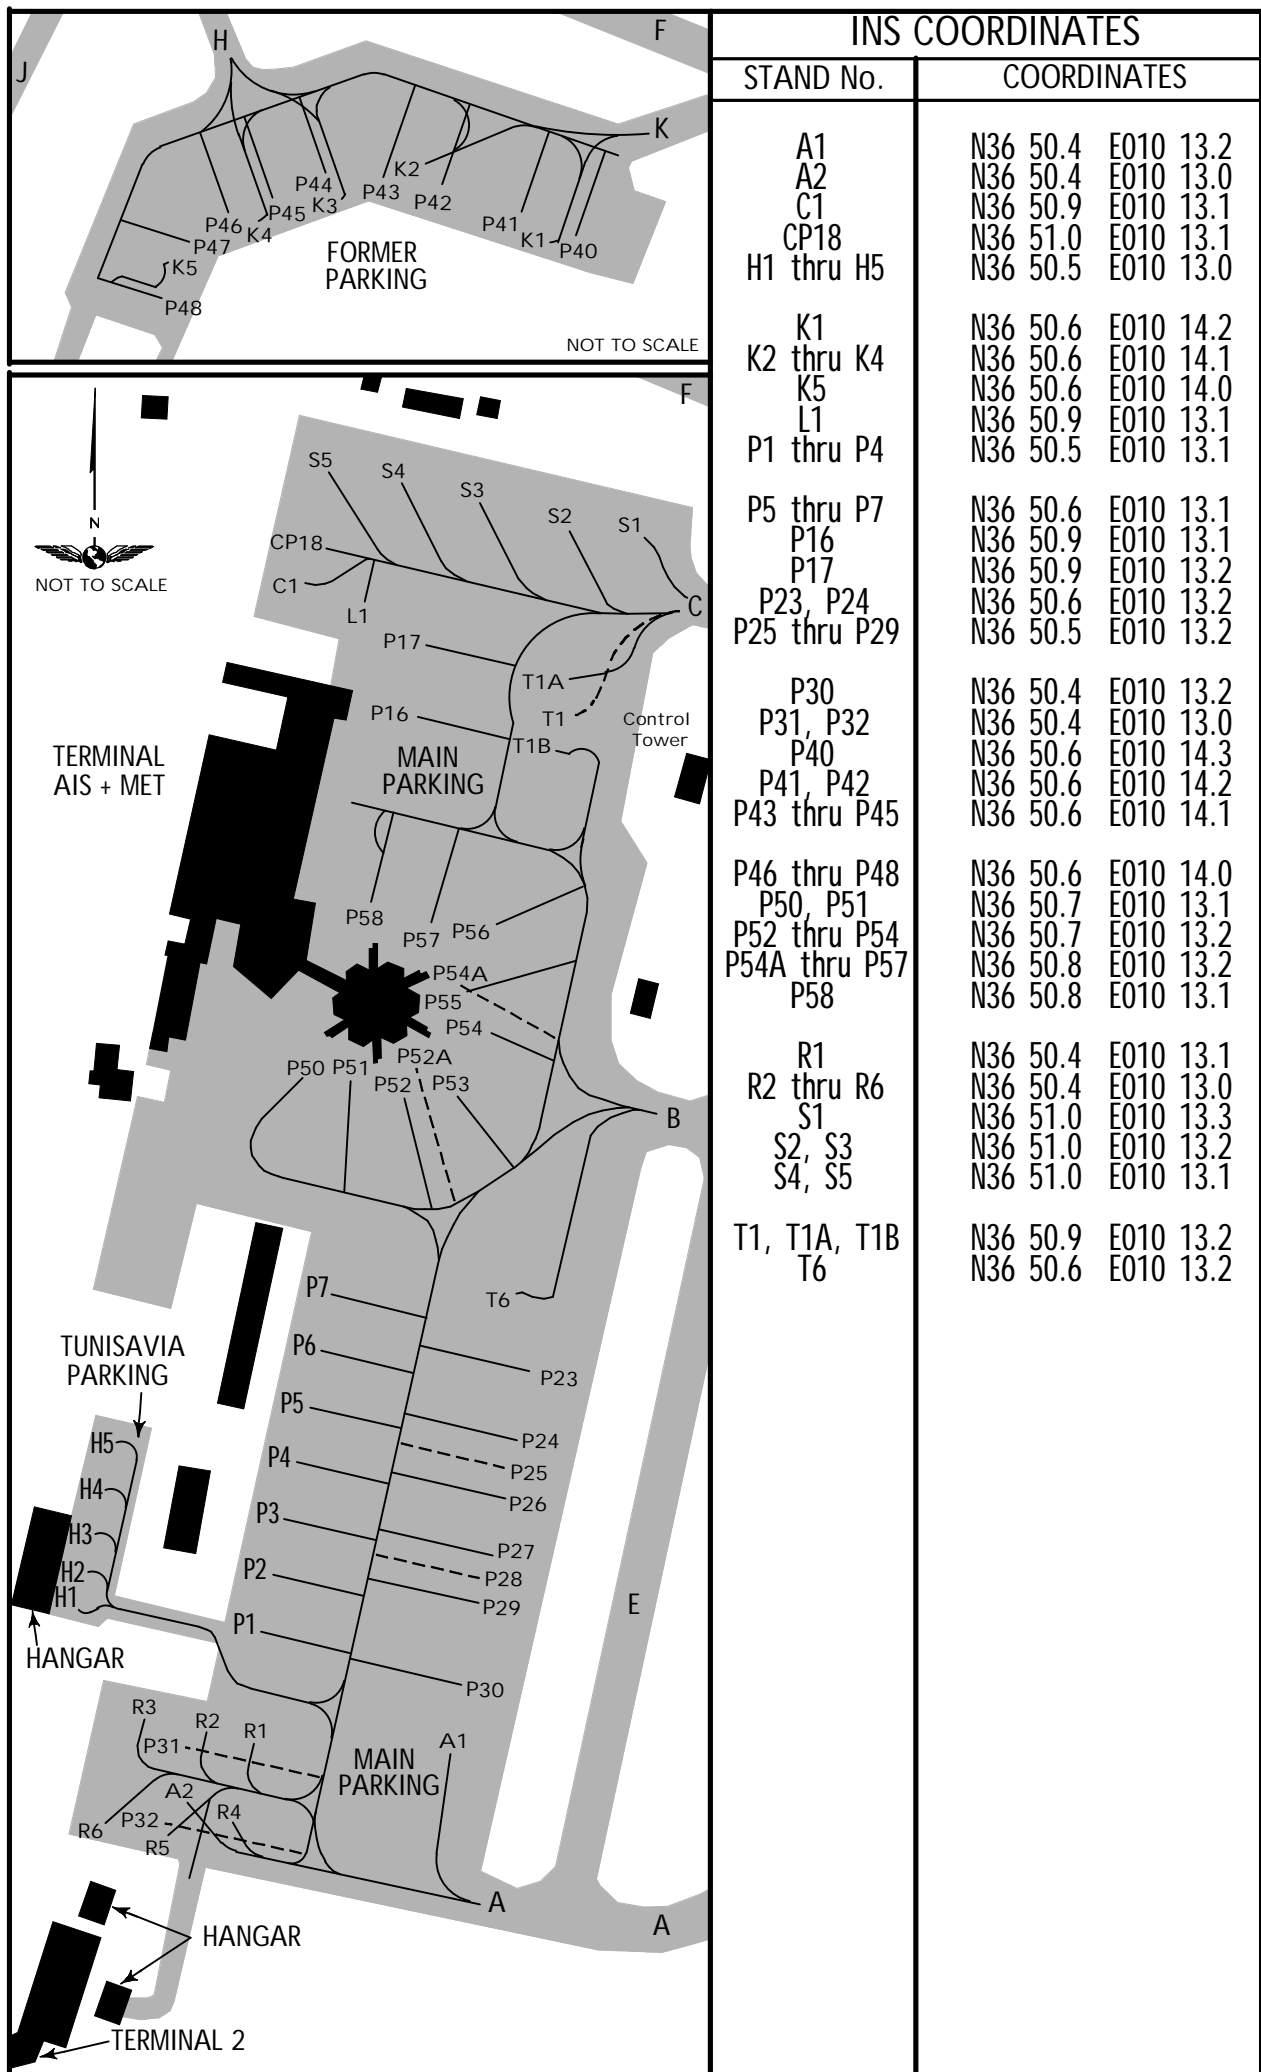 H
F
J
K
K2
P44
P43
K3
P42
P45
P46
K4
P41
K1
P40
P47
K5
P48
FORMER
PARKING
NOT TO SCALE
F
N
NOT TO SCALE
S5
S4
S3
S2
S1
CP18
C1
L1
C
P17
T1A
P16
T1
T1B
Control
Tower
TERMINAL
AIS + MET
MAIN
PARKING
P58
P57
P56
P54A
P55
P54
P52A
P50
P51
P52
P53
B
P7
T6
P6
P23
TUNISAVIA
PARKING
P5
P24
H5
P4
P25
H4
P26
P3
H3
P27
P2
H2
P28
H1
P29
E
P1
HANGAR
P30
R3
R2
R1
P31
A1
MAIN
PARKING
A2
P32
R4
R6
R5
A
A
HANGAR
TERMINAL 2
INS COORDINATES
STAND No. COORDINATES
A1 N36 50.4 E010 13.2
A2 N36 50.4 E010 13.0
C1 N36 50.9 E010 13.1
CP18 N36 51.0 E010 13.1
H1 thru H5 N36 50.5 E010 13.0
K1 N36 50.6 E010 14.2
K2 thru K4 N36 50.6 E010 14.1
K5 N36 50.6 E010 14.0
L1 N36 50.9 E010 13.1
P1 thru P4 N36 50.5 E010 13.1
P5 thru P7 N36 50.6 E010 13.1
P16 N36 50.9 E010 13.1
P17 N36 50.9 E010 13.2
P23, P24 N36 50.6 E010 13.2
P25 thru P29 N36 50.5 E010 13.2
P30 N36 50.4 E010 13.2
P31, P32 N36 50.4 E010 13.0
P40 N36 50.6 E010 14.3
P41, P42 N36 50.6 E010 14.2
P43 thru P45 N36 50.6 E010 14.1
P46 thru P48 N36 50.6 E010 14.0
P50, P51 N36 50.7 E010 13.1
P52 thru P54 N36 50.7 E010 13.2
P54A thru P57 N36 50.8 E010 13.2
P58 N36 50.8 E010 13.1
R1 N36 50.4 E010 13.1
R2 thru R6 N36 50.4 E010 13.0
S1 N36 51.0 E010 13.3
S2, S3 N36 51.0 E010 13.2
S4, S5 N36 51.0 E010 13.1
T1, T1A, T1B N36 50.9 E010 13.2
T6 N36 50.6 E010 13.2